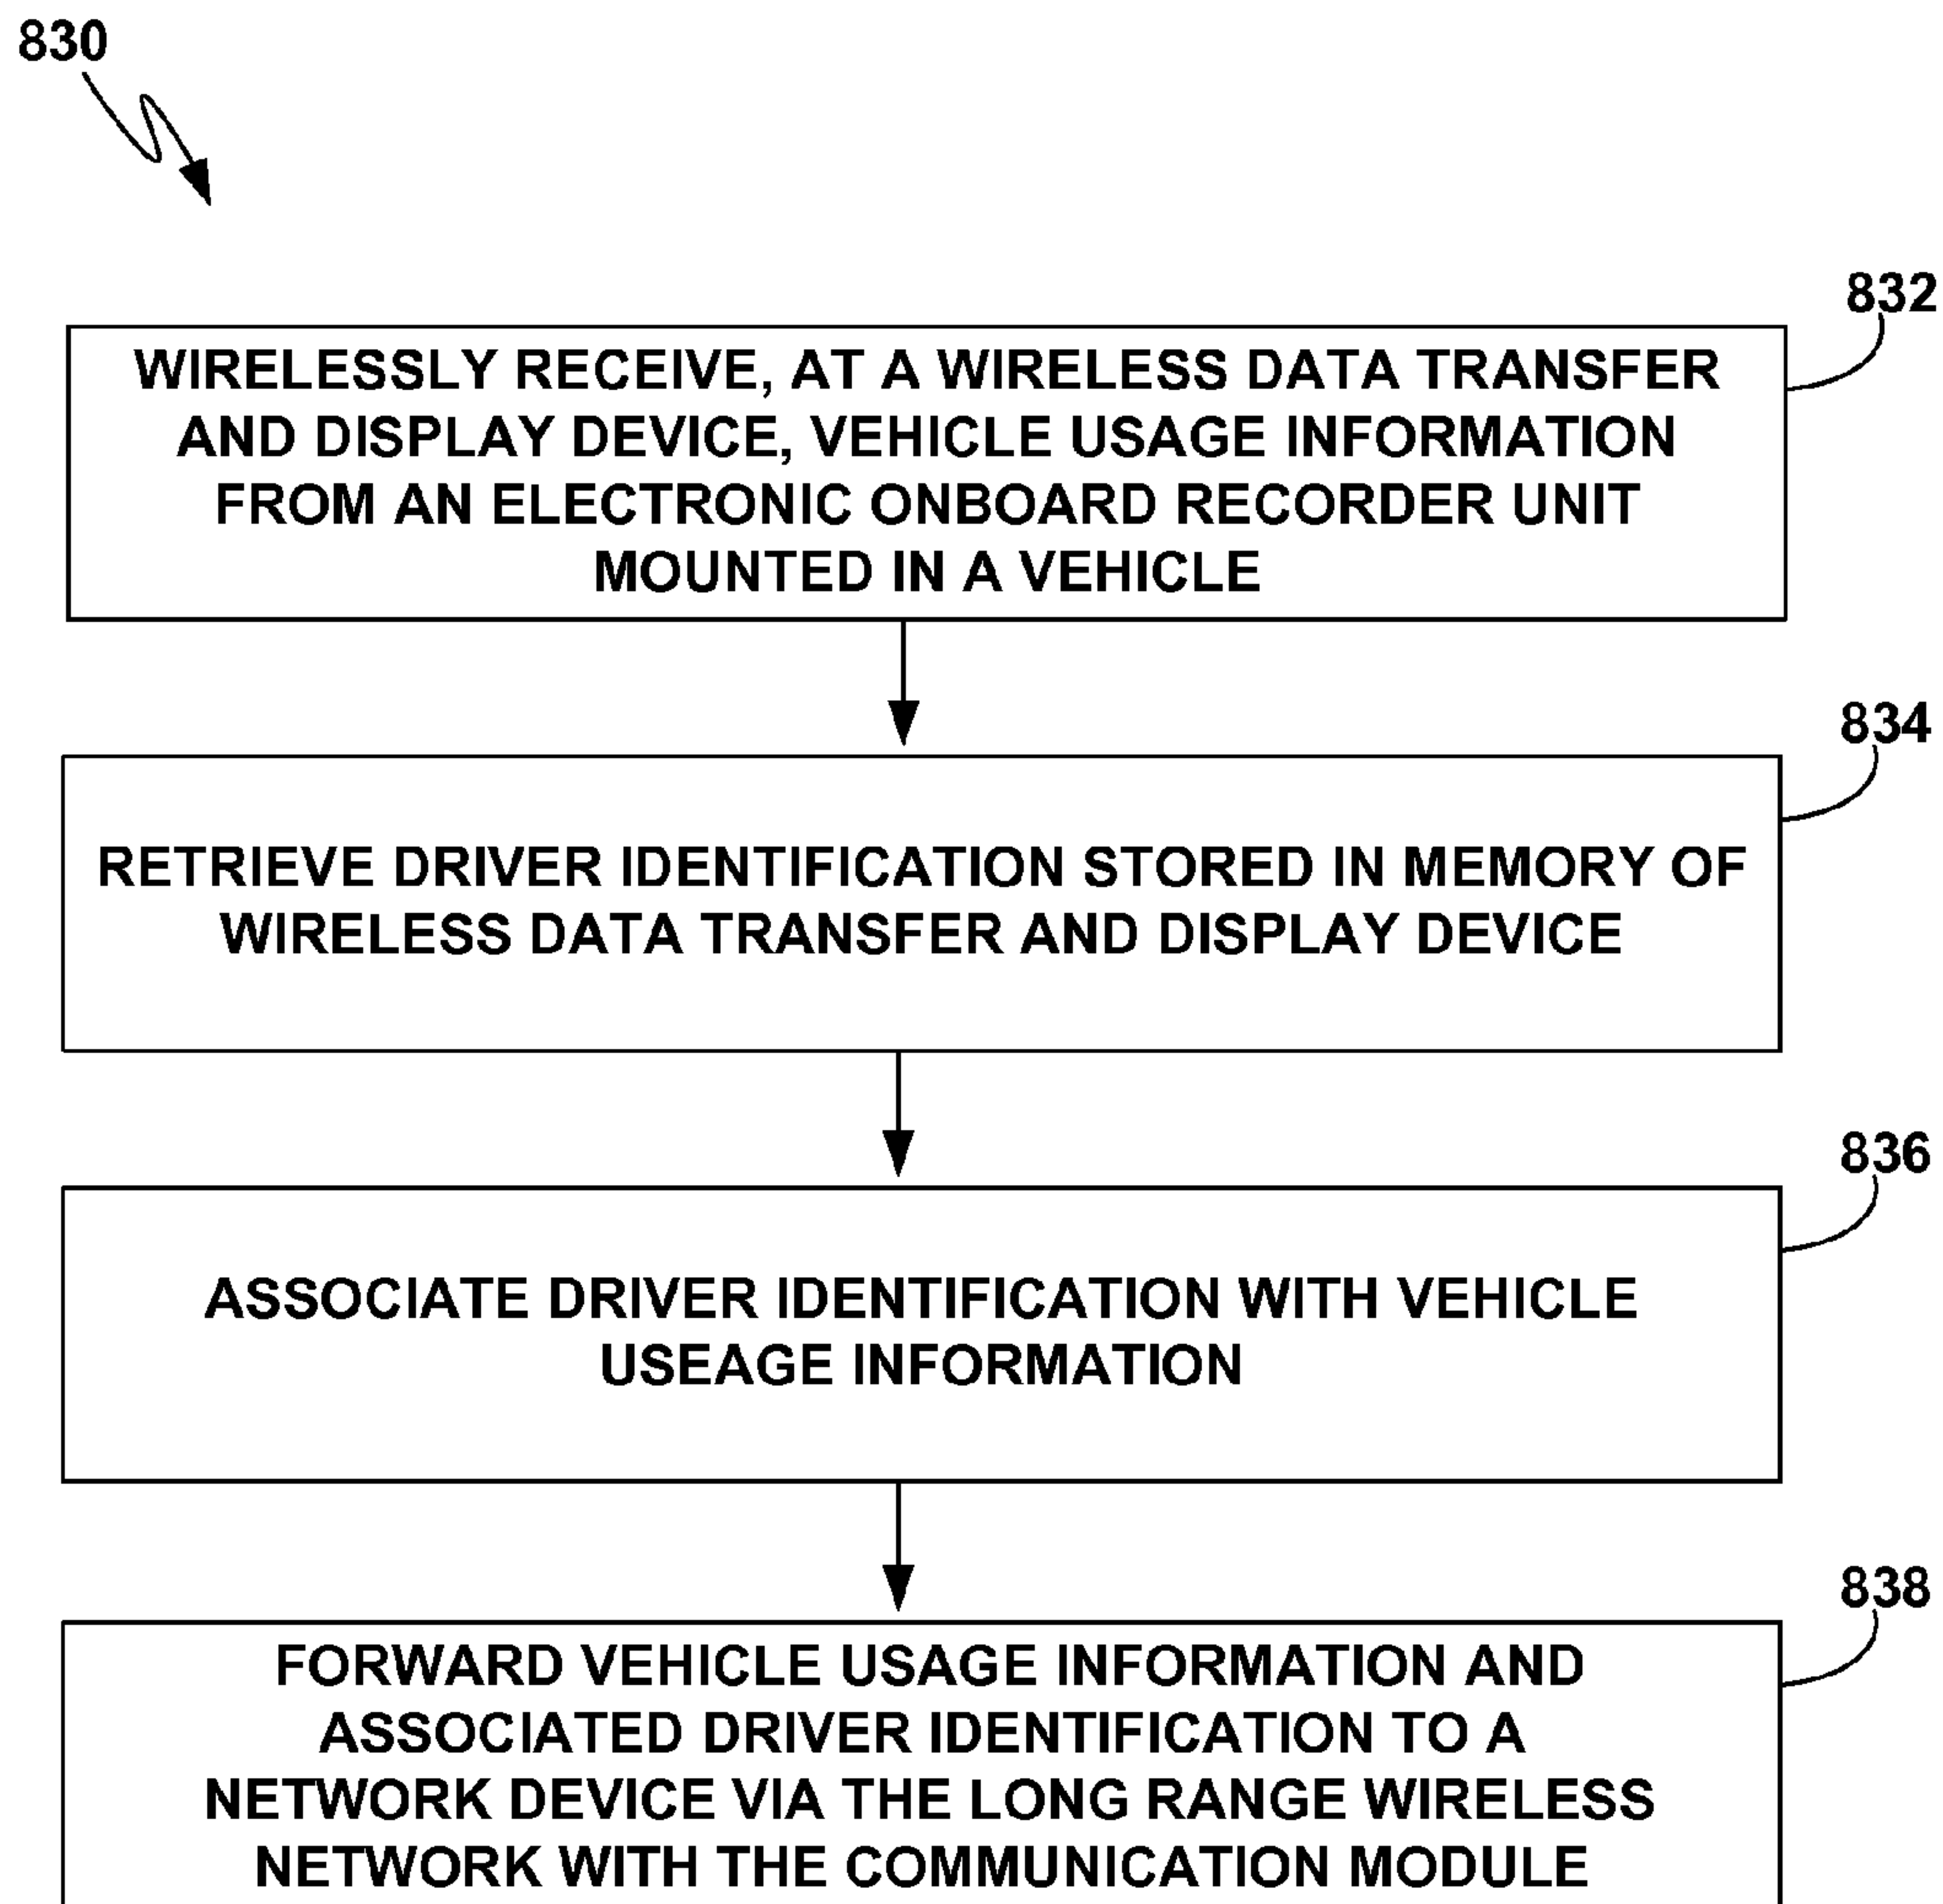 830
832
WIRELESSLY RECEIVE, AT A WIRELESS DATA TRANSFER
AND DISPLAY DEVICE, VEHICLE USAGE INFORMATION
FROM AN ELECTRONIC ONBOARD RECORDER UNIT
MOUNTED IN A VEHICLE
834
RETRIEVE DRIVER IDENTIFICATION STORED IN MEMORY OF
WIRELESS DATA TRANSFER AND DISPLAY DEVICE
836
ASSOCIATE DRIVER IDENTIFICATION WITH VEHICLE
USEAGE INFORMATION
838
FORWARD VEHICLE USAGE INFORMATION AND
ASSOCIATED DRIVER IDENTIFICATION TO A
NETWORK DEVICE VIA THE LONG RANGE WIRELESS
NETWORK WITH THE COMMUNICATION MODULE